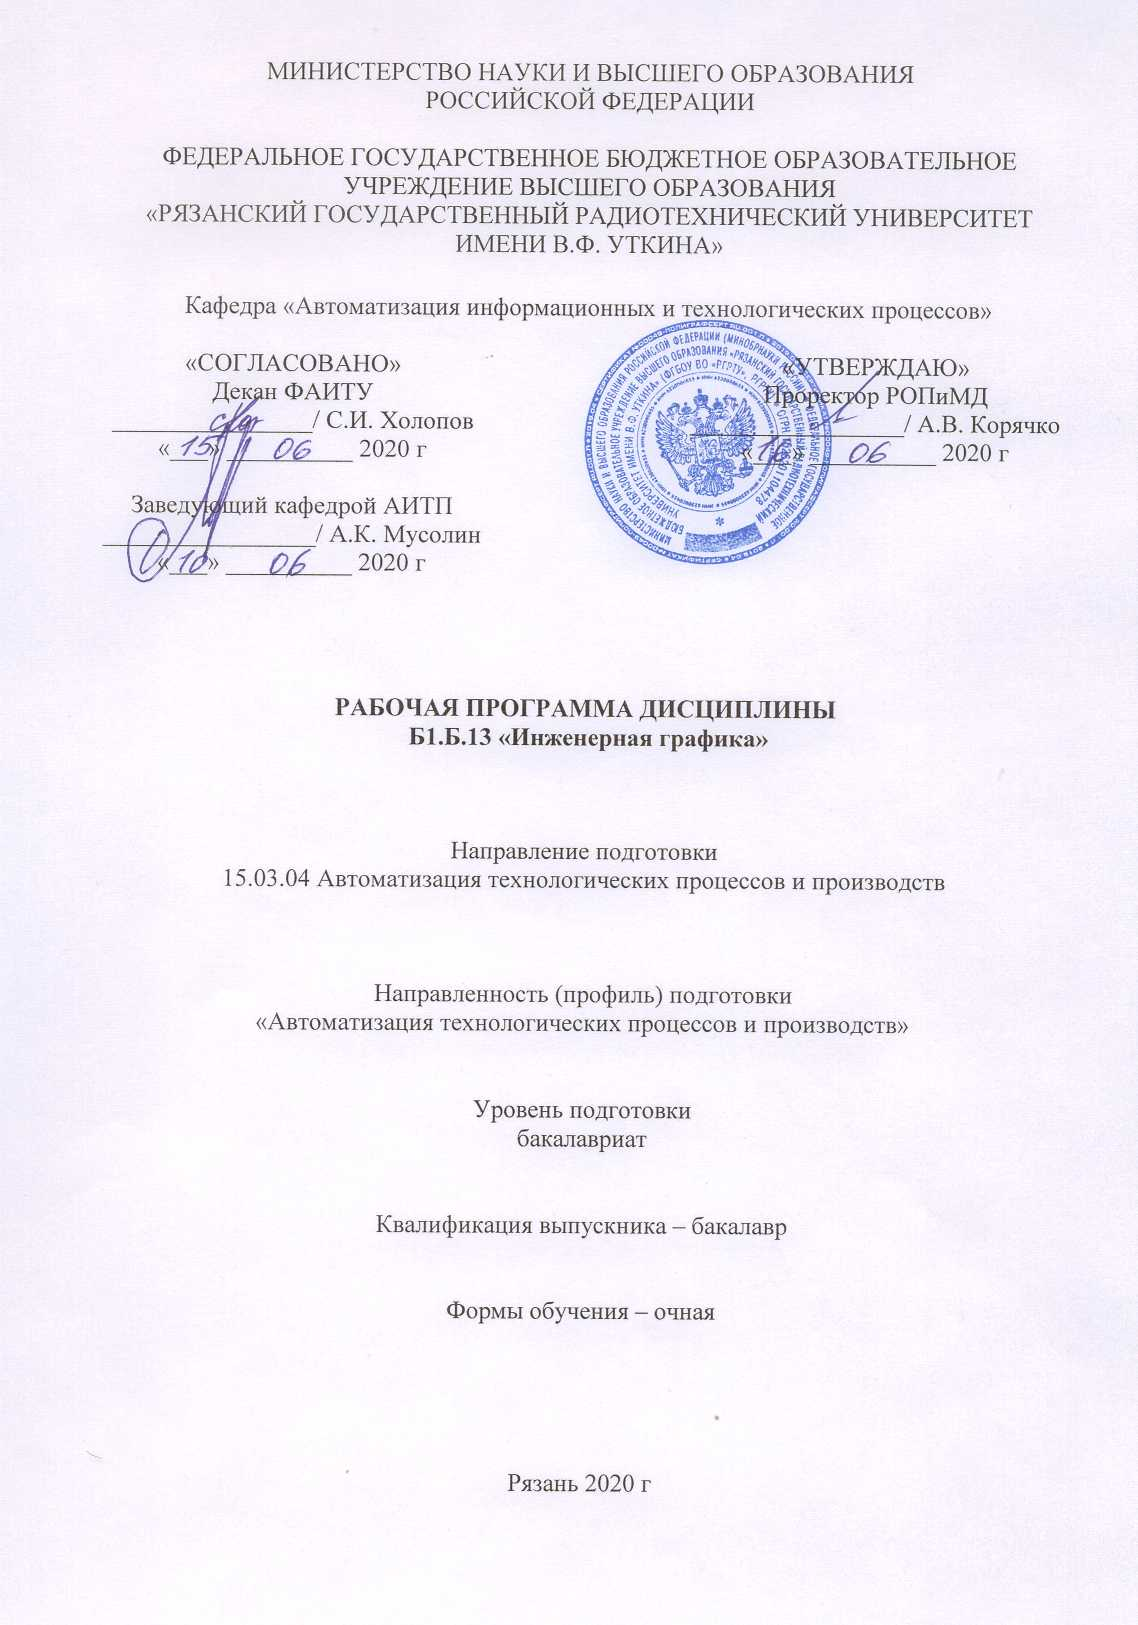 МИНИСТЕРСТВО НАУКИ И ВЫСШЕГО ОБРАЗОВАНИЯ
РОССИЙСКОЙ ФЕДЕРАЦИИ
ФЕДЕРАЛЬНОЕ ГОСУДАРСТВЕННОЕ БЮДЖЕТНОЕ ОБРАЗОВАТЕЛЬНОЕ
УЧРЕЖДЕНИЕ ВЫСШЕГО ОБРАЗОВАНИЯ
«РЯЗАНСКИЙ ГОСУДАРСТВЕННЫЙ РАДИОТЕХНИЧЕСКИЙ УНИВЕРСИТЕТ
ИМЕНИ В.Ф. УТКИНА»
Кафедра «Автоматизация информационных и технологических процессов»
«СОГЛАСОВАНО»
Декан ФАИТУ
/ С.И. Холопов
«15» 06 2020 г
Заведующий кафедрой АИТП
/ А.К. Мусолин
«10» 06 2020 г
«УТВЕРЖДАЮ»
Проректор РОПиМД
/ А.В. Корячко
«16» 06 2020 г
РАБОЧАЯ ПРОГРАММА ДИСЦИПЛИНЫ
Б1.Б.13 «Инженерная графика»
Направление подготовки
15.03.04 Автоматизация технологических процессов и производств
Направленность (профиль) подготовки
«Автоматизация технологических процессов и производств»
Уровень подготовки
бакалавриат
Квалификация выпускника – бакалавр
Формы обучения – очная
Рязань 2020 г